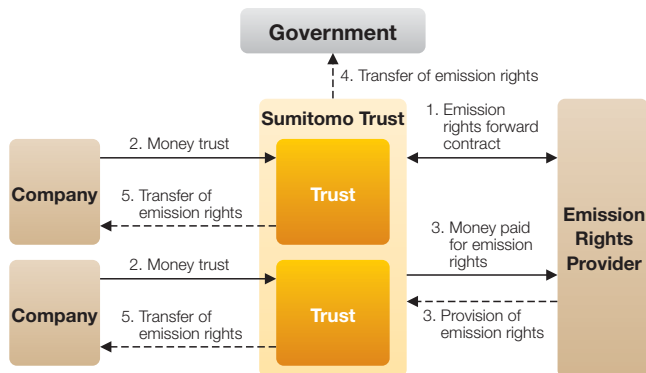 Government
4. Transfer of emission rights
Sumitomo Trust
1. Emission
rights forward
contract
2. Money trust
Company
Trust
5. Transfer of
emission rights
Emission
Rights
Provider
3. Money paid
for emission
rights
2. Money trust
Company
Trust
5. Transfer of
emission rights
3. Provision of
emission rights